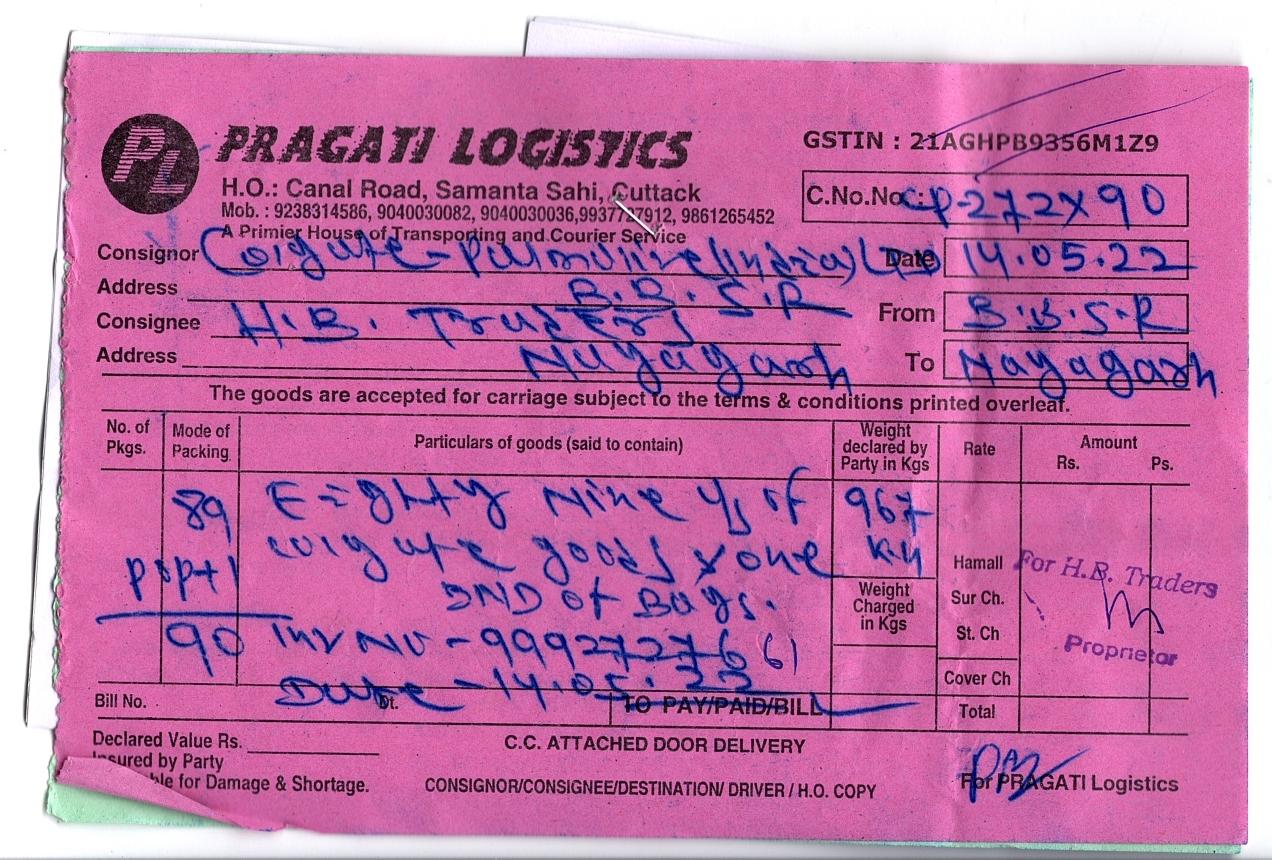 PL PRAGATI LOGISTICS
GSTIN : 21AGHPB9356M1Z9
H.O.: Canal Road, Samanta Sahi, Cuttack
C.No.No.: CP-272X90
Mob. : 9238314586, 9040030082, 9040030036, 9861265452
A Primier House of Transporting and Courier Service
Consignor Colgate-Palmolive (India) Ltd Date 14.05.22
Address B.B.S.R From B.B.S.R
Consignee H.B. Traders
Address Nayagarh To Nayagarh
The goods are accepted for carriage subject to the terms & conditions printed overleaf.
No. of Pkgs. Mode of Packing Particulars of goods (said to contain) Weight declared by Party in Kgs Rate Amount Rs. Ps.
89 Eighty Nine of 967
colgate goods one
Hamall For H.B. Traders
of Bags. Weight Charged in Kgs Sur Ch.
90 Inv No - 61 St. Ch Proprietor
Date - 14.05.22 Cover Ch
Bill No. Dt. TO PAY/PAID/BILL Total
Declared Value Rs. C.C. ATTACHED DOOR DELIVERY
Insured by Party
for Damage & Shortage. CONSIGNOR/CONSIGNEE/DESTINATION/ DRIVER / H.O. COPY For PRAGATI Logistics